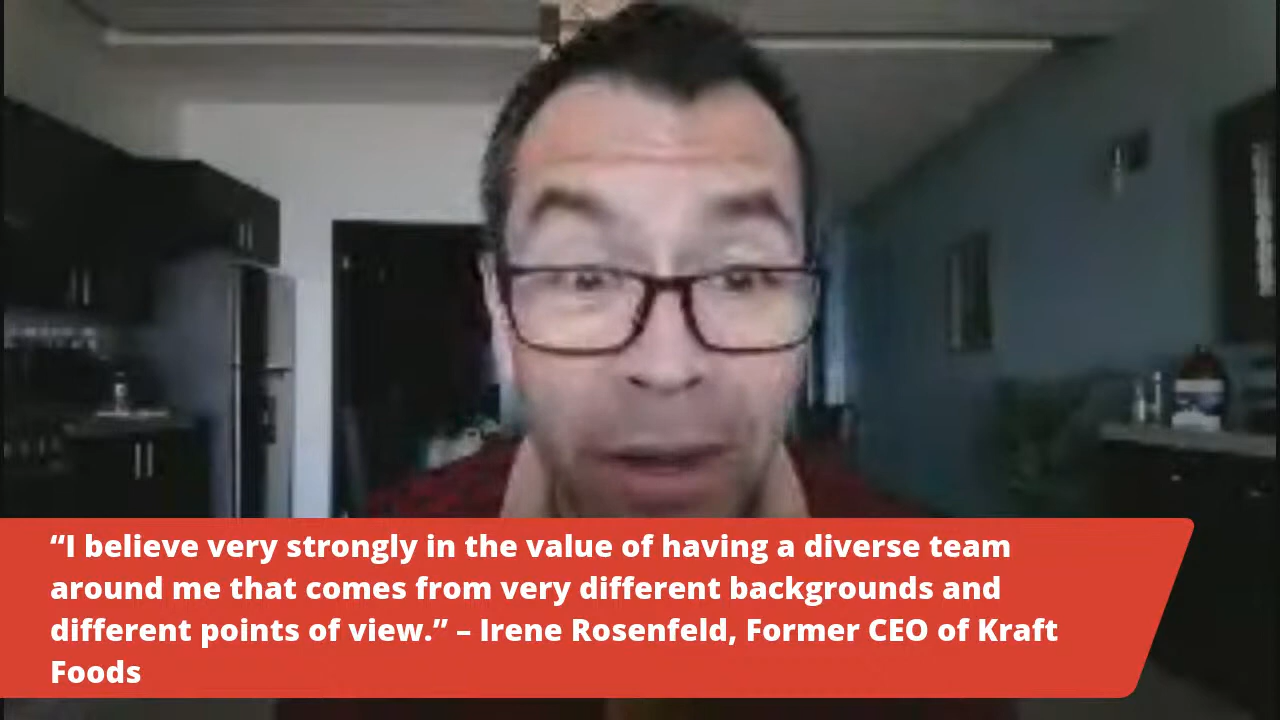 “I believe very strongly in the value of having a diverse team
around me that comes from very different backgrounds and
different points of view.” – Irene Rosenfeld, Former CEO of Kraft
Foods